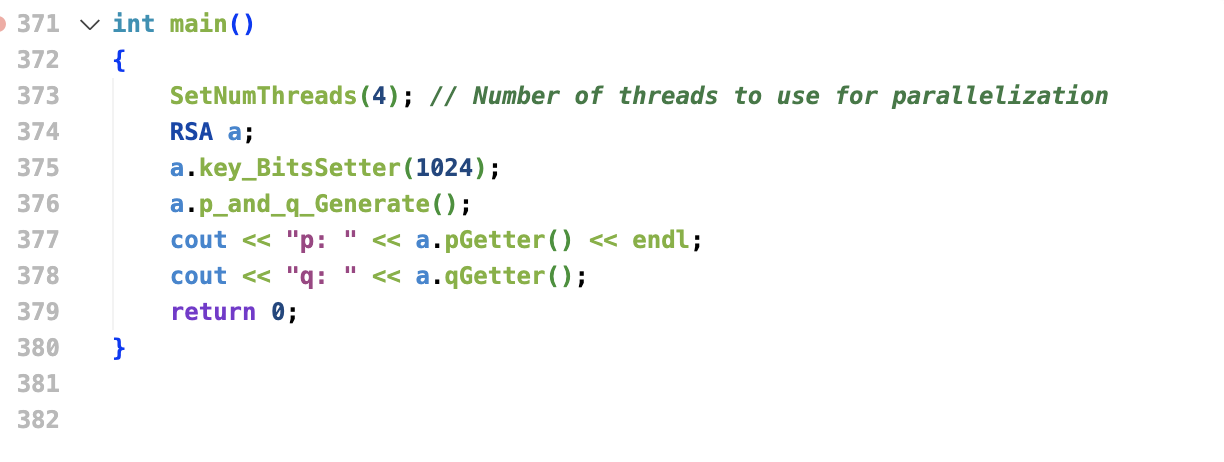 371 int main()
372 {
373 SetNumThreads(4); // Number of threads to use for parallelization
374 RSA a;
375 a.key_BitsSetter(1024);
376 a.p_and_q_Generate();
377 cout << "p: " << a.pGetter() << endl;
378 cout << "q: " << a.qGetter();
379 return 0;
380 }
381
382